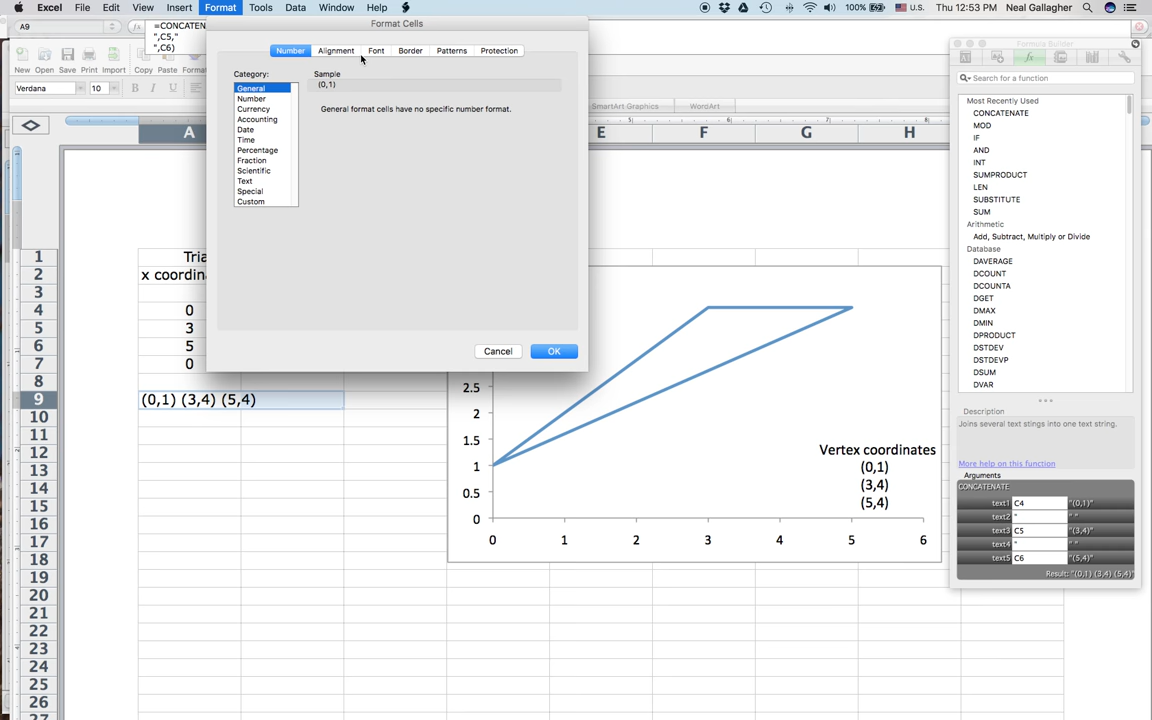 Excel File Edit View Insert Format Tools Data Window Help 100% U.S. Thu 12:53 PM Neal Gallagher
A9
=CONCATEN
",C5,"
",C6)
Format Cells
Formula Builder
Number Alignment Font Border Patterns Protection
New Open Save Print Import Copy Paste Format
Verdana 10 B I U
Category:
General
Number
Currency
Accounting
Date
Time
Percentage
Fraction
Scientific
Text
Special
Custom
Sample
(0,1)
General format cells have no specific number format.
Cancel OK
SmartArt Graphics WordArt
A E F G H
1 Tria
2 x coordin
3
4 0
5 3
6 5
7 0
8
9 (0,1) (3,4) (5,4)
10
11
12
13
14
15
16
17
18
19
20
21
22
23
24
25
26
27
2.5
2
1.5
1
0.5
0
0 1 2 3 4 5 6
Vertex coordinates
(0,1)
(3,4)
(5,4)
Search for a function
Most Recently Used
CONCATENATE
MOD
IF
AND
INT
SUMPRODUCT
LEN
SUBSTITUTE
SUM
Arithmetic
Add, Subtract, Multiply or Divide
Database
DAVERAGE
DCOUNT
DCOUNTA
DGET
DMAX
DMIN
DPRODUCT
DSTDEV
DSTDEVP
DSUM
DVAR
Description
Joins several text stings into one text string.
More help on this function
Arguments
CONCATENATE
text1 C4 "(0,1)"
text2 " " "
text3 C5 "(3,4)"
text4 " " "
text5 C6 "(5,4)"
Result: "(0,1) (3,4) (5,4)"